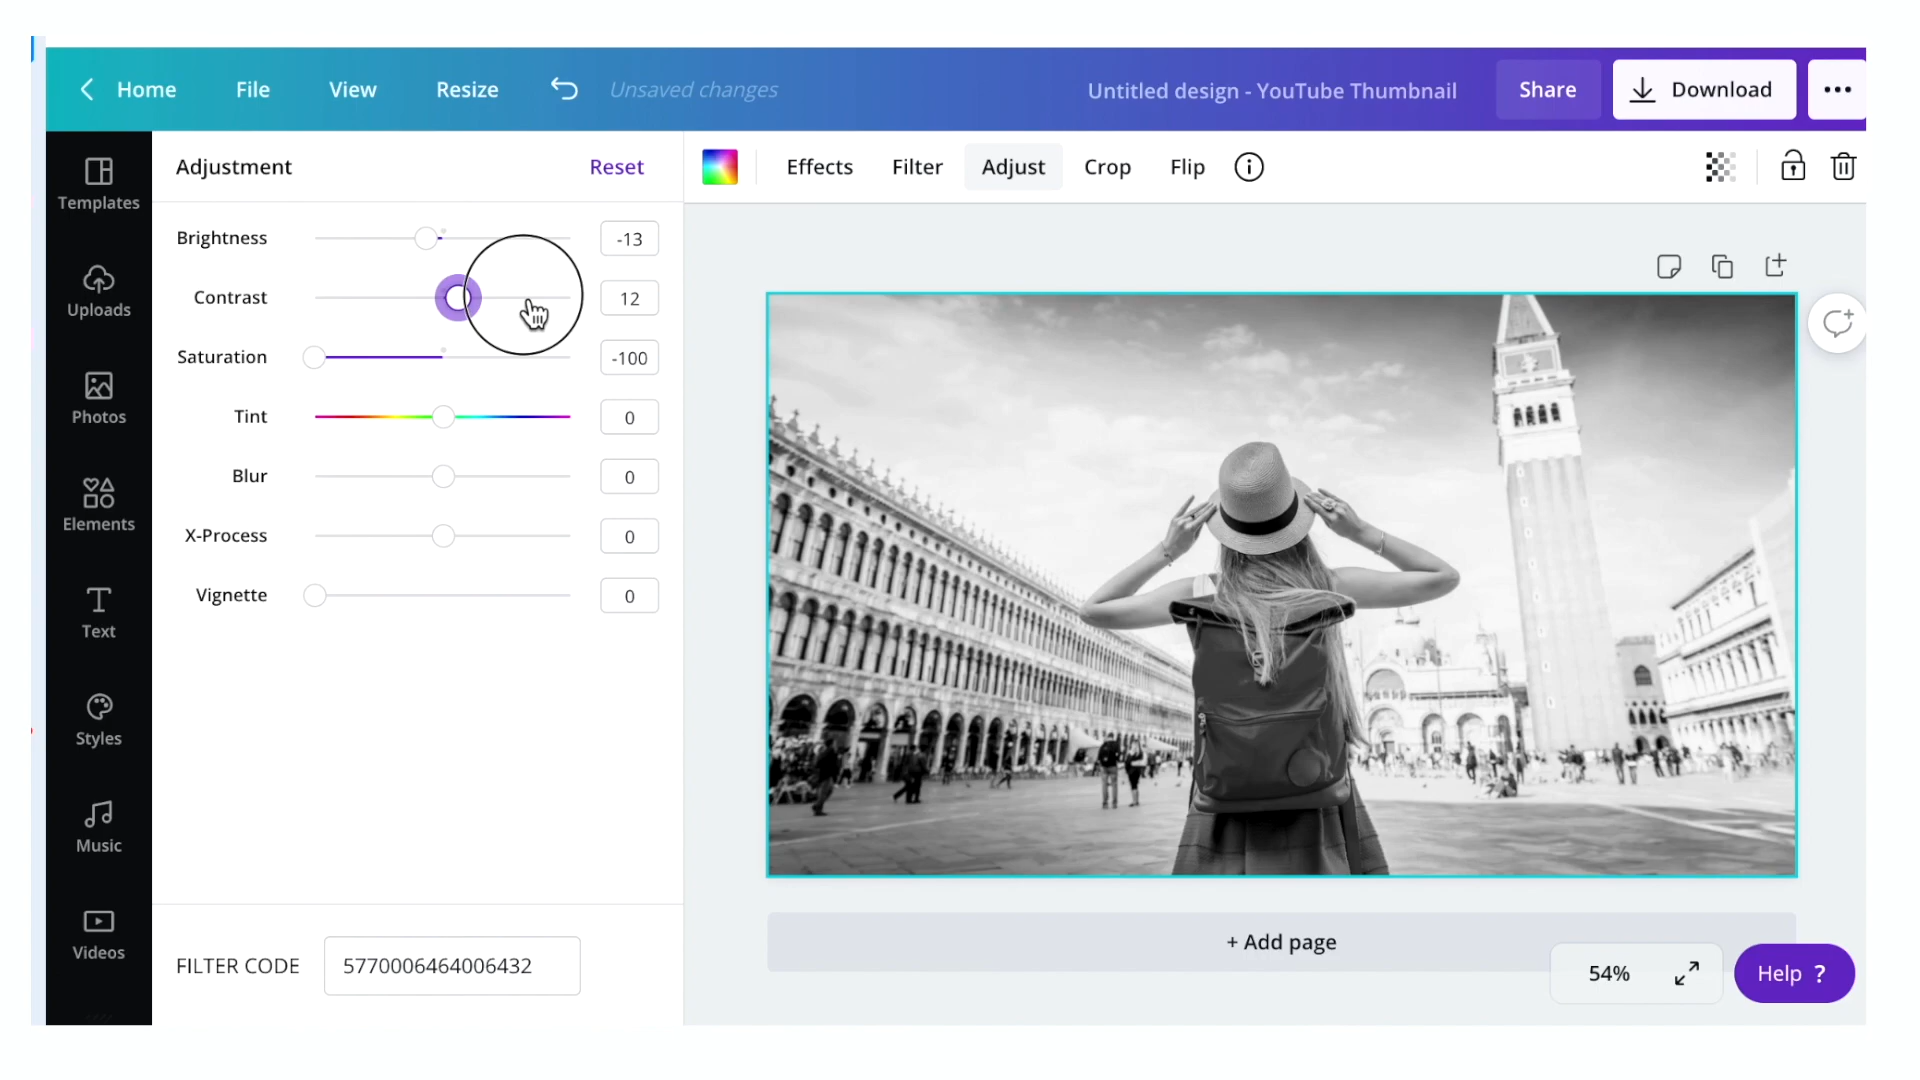 Home File View Resize Unsaved changes Untitled design - YouTube Thumbnail Share Download
Templates
Uploads
Photos
Elements
Text
Styles
Music
Videos
Adjustment Reset
Brightness -13
Contrast 12
Saturation -100
Tint 0
Blur 0
X-Process 0
Vignette 0
FILTER CODE 5770006464006432
Effects Filter Adjust Crop Flip
+ Add page
54% Help ?